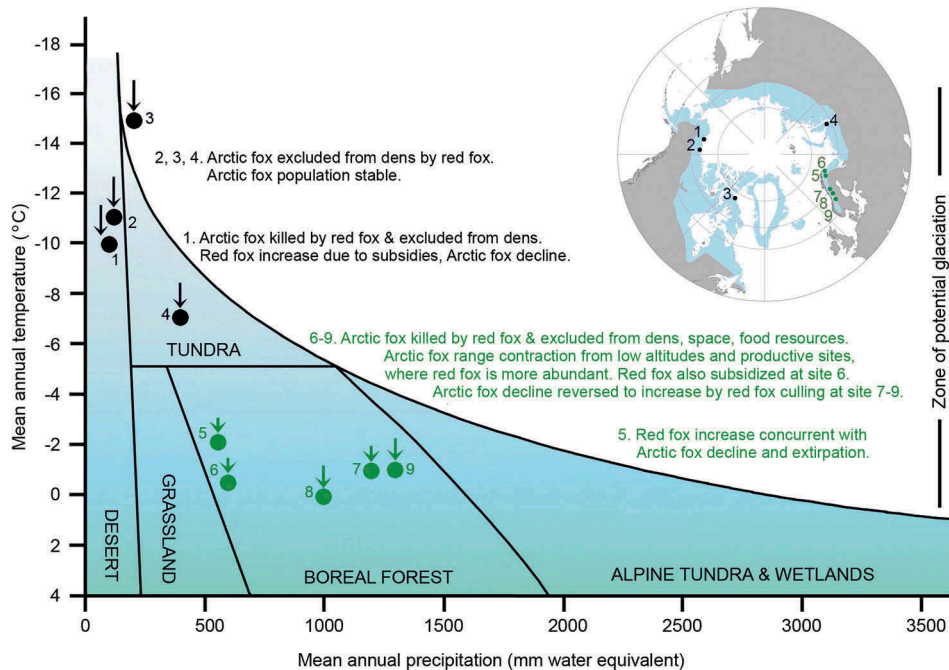 -18
-16
-14
-12
-10
-8
-6
-4
-2
0
2
4
Mean annual temperature (°C)
0
500
1000
1500
2000
2500
3000
3500
Mean annual precipitation (mm water equivalent)
3
2
1
4
5
6
8
7
9
2, 3, 4. Arctic fox excluded from dens by red fox.
Arctic fox population stable.
1. Arctic fox killed by red fox & excluded from dens.
Red fox increase due to subsidies, Arctic fox decline.
6-9. Arctic fox killed by red fox & excluded from dens, space, food resources.
Arctic fox range contraction from low altitudes and productive sites,
where red fox is more abundant. Red fox also subsidized at site 6.
Arctic fox decline reversed to increase by red fox culling at site 7-9.
5. Red fox increase concurrent with
Arctic fox decline and extirpation.
TUNDRA
DESERT
GRASSLAND
BOREAL FOREST
ALPINE TUNDRA & WETLANDS
Zone of potential glaciation
1
2
3
4
6
5
7
8
9